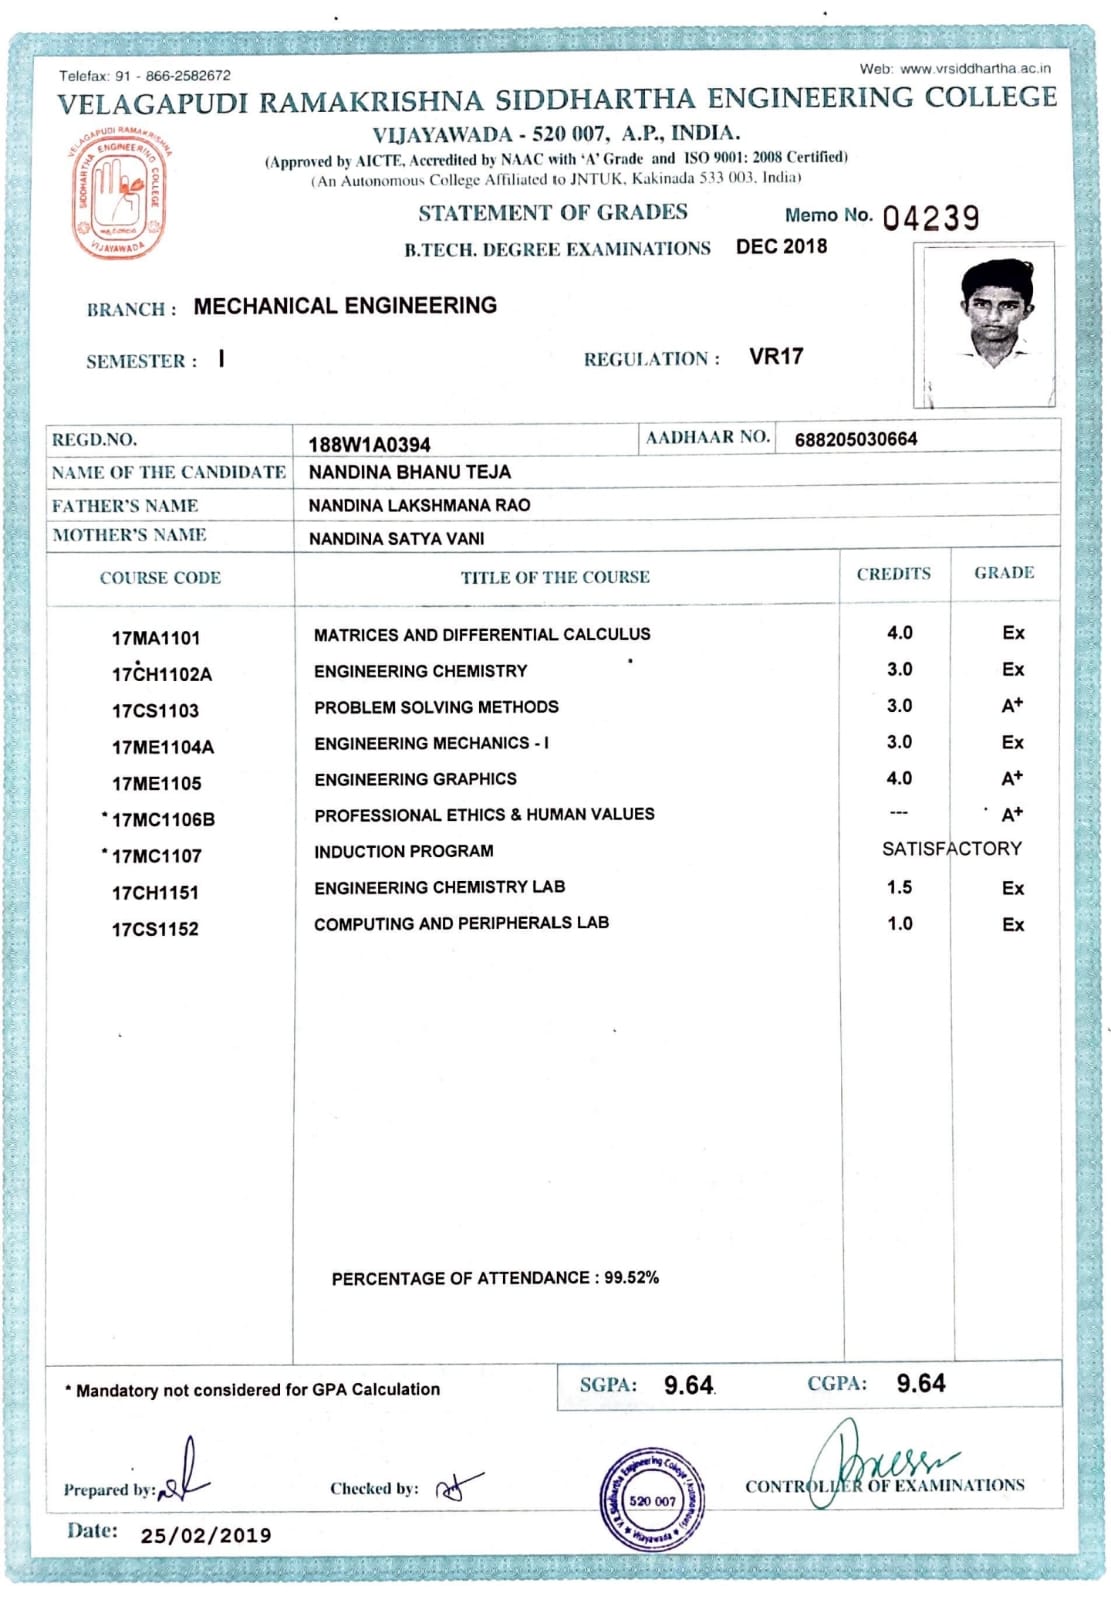 Telefax: 91 - 866-2582672
Web: www.vrsiddhartha.ac.in
VELAGAPUDI RAMAKRISHNA SIDDHARTHA ENGINEERING COLLEGE
VIJAYAWADA - 520 007, A.P., INDIA.
(Approved by AICTE, Accredited by NAAC with ‘A’ Grade and ISO 9001: 2008 Certified)
(An Autonomous College Affiliated to JNTUK, Kakinada 533 003, India)
VELAGAPUDI RAMAKRISHNA
SIDDHARTHA ENGINEERING COLLEGE
VIJAYAWADA
STATEMENT OF GRADES
Memo No. 04239
B.TECH. DEGREE EXAMINATIONS DEC 2018
BRANCH : MECHANICAL ENGINEERING
SEMESTER : I REGULATION : VR17
REGD.NO. 188W1A0394 AADHAAR NO. 688205030664
NAME OF THE CANDIDATE NANDINA BHANU TEJA
FATHER'S NAME NANDINA LAKSHMANA RAO
MOTHER'S NAME NANDINA SATYA VANI
COURSE CODE TITLE OF THE COURSE CREDITS GRADE
17MA1101 MATRICES AND DIFFERENTIAL CALCULUS 4.0 Ex
17CH1102A ENGINEERING CHEMISTRY 3.0 Ex
17CS1103 PROBLEM SOLVING METHODS 3.0 A+
17ME1104A ENGINEERING MECHANICS - I 3.0 Ex
17ME1105 ENGINEERING GRAPHICS 4.0 A+
* 17MC1106B PROFESSIONAL ETHICS & HUMAN VALUES --- A+
* 17MC1107 INDUCTION PROGRAM SATISFACTORY
17CH1151 ENGINEERING CHEMISTRY LAB 1.5 Ex
17CS1152 COMPUTING AND PERIPHERALS LAB 1.0 Ex
PERCENTAGE OF ATTENDANCE : 99.52%
* Mandatory not considered for GPA Calculation
SGPA: 9.64 CGPA: 9.64
Prepared by:
Checked by:
V.R.Siddhartha Engineering College (Autonomous)
520 007
Vijayawada
CONTROLLER OF EXAMINATIONS
Date: 25/02/2019